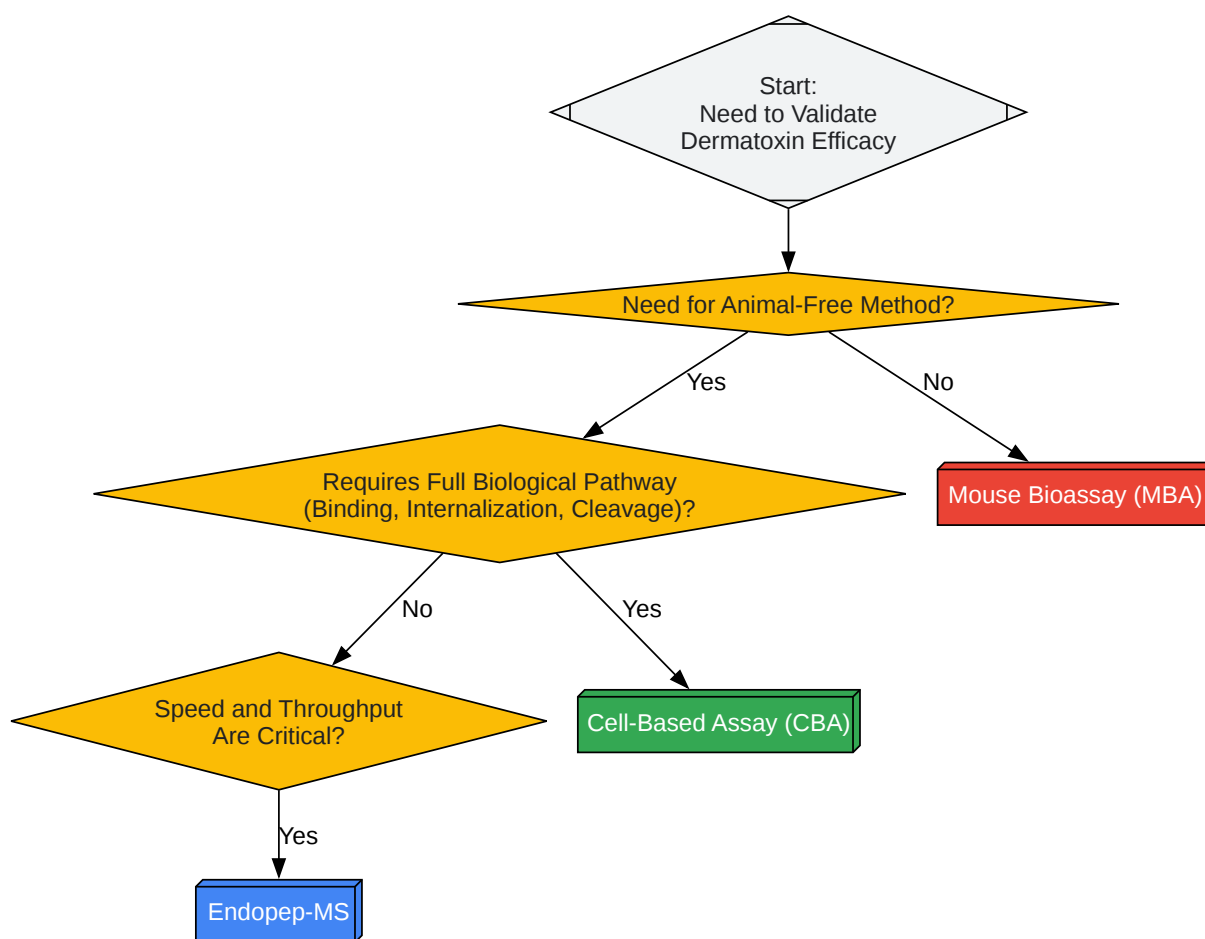 Start:
Need to Validate
Dermatoxin Efficacy
Need for Animal-Free Method?
Yes
No
Requires Full Biological Pathway
(Binding, Internalization, Cleavage)?
Mouse Bioassay (MBA)
No
Yes
Speed and Throughput
Are Critical?
Cell-Based Assay (CBA)
Yes
Endopep-MS